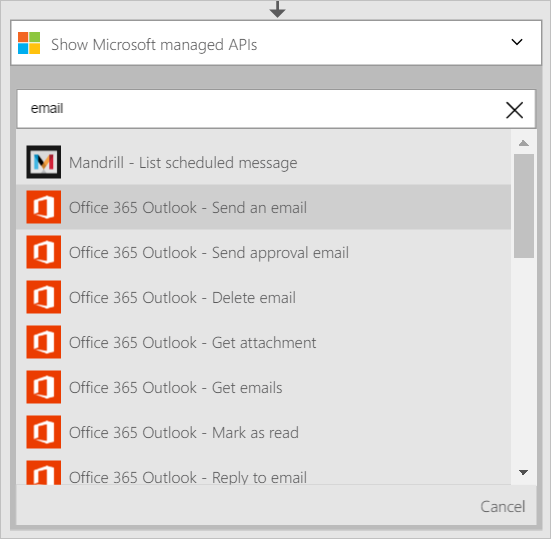 Show Microsoft managed APIs
email
Mandrill - List scheduled message
Office 365 Outlook - Send an email
Office 365 Outlook - Send approval email
Office 365 Outlook - Delete email
Office 365 Outlook - Get attachment
Office 365 Outlook - Get emails
Office 365 Outlook - Mark as read
Office 365 Outlook - Reply to email
Cancel